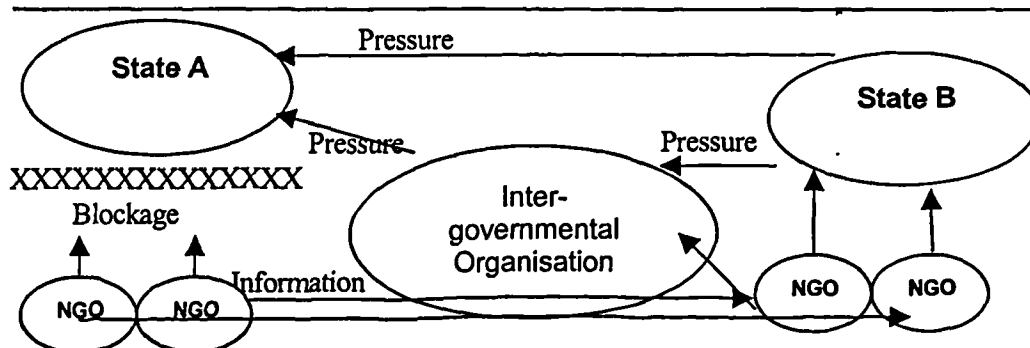 Pressure
State A
State B
Pressure
Pressure
XXXXXXXXXXXXXXX
Inter-
governmental
Organisation
Blockage
Information
NGO
NGO
NGO
NGO